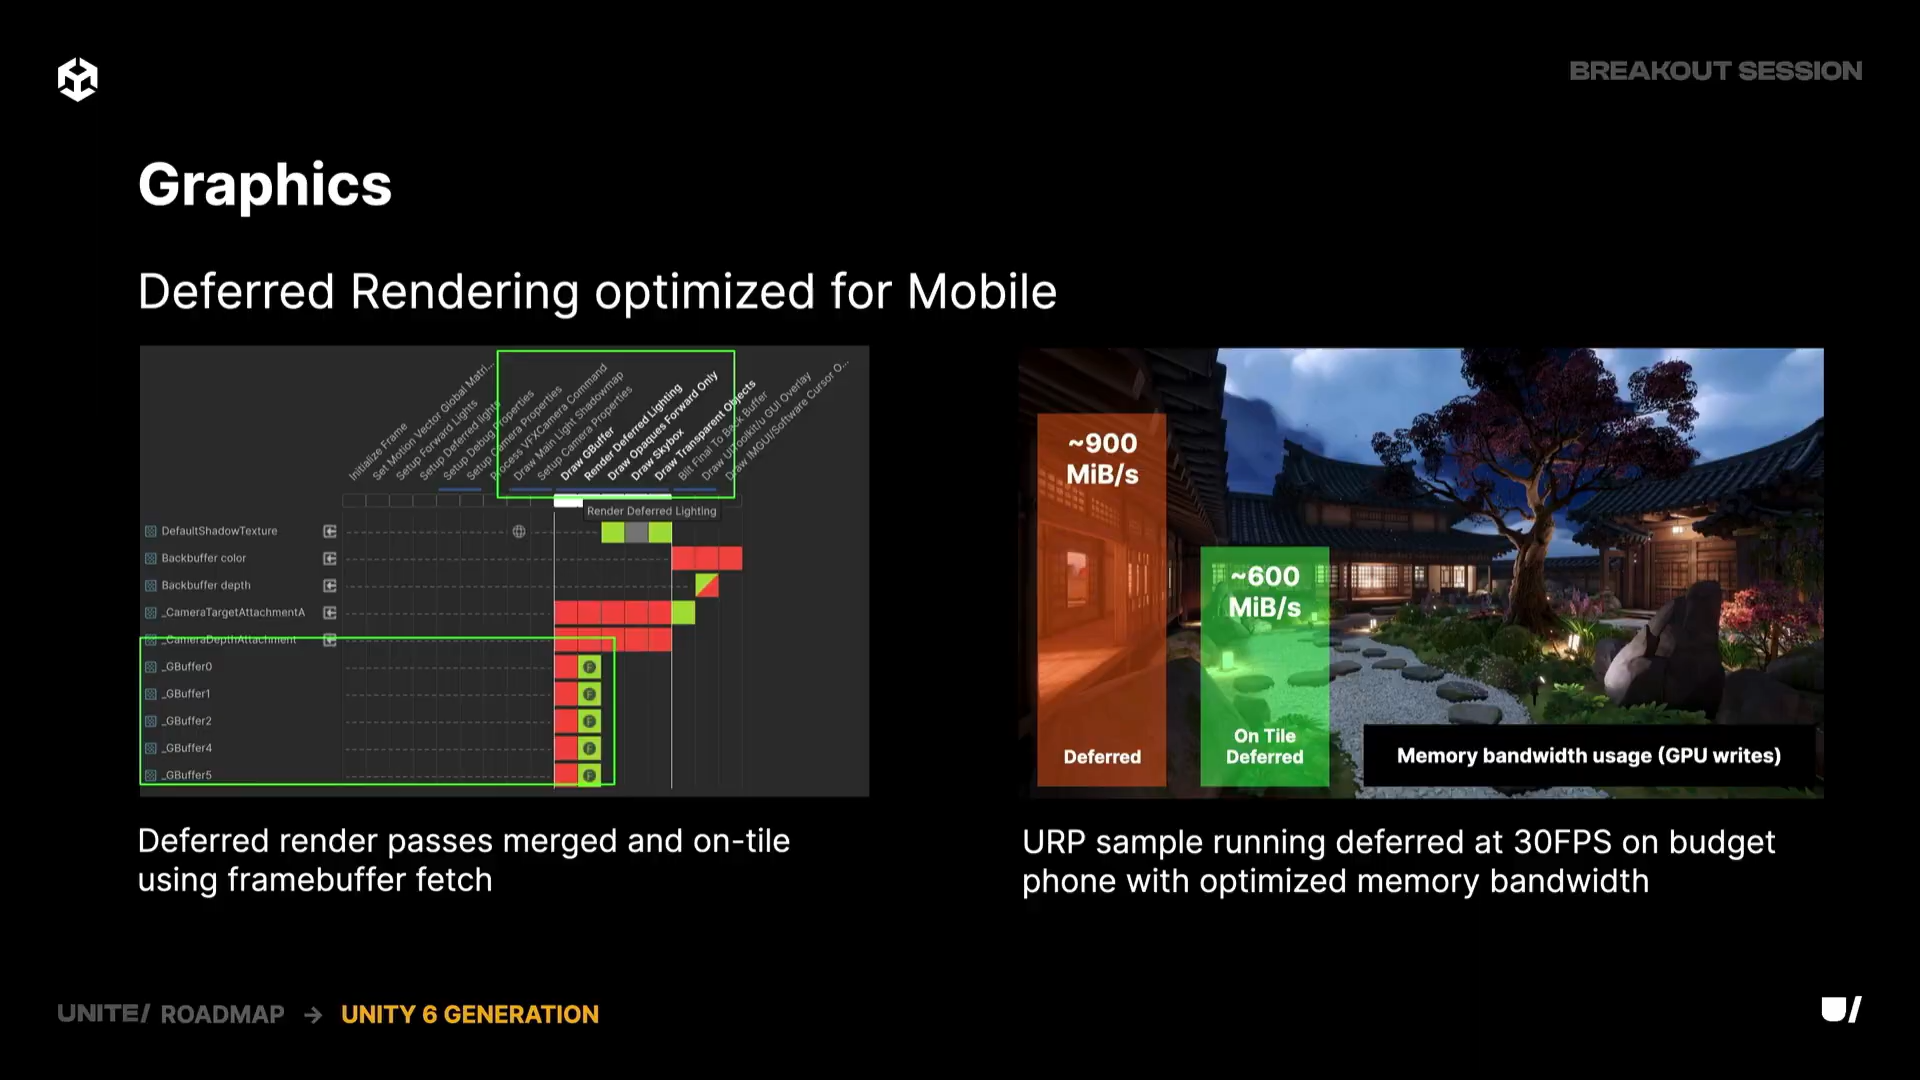 BREAKOUT SESSION
Graphics
Deferred Rendering optimized for Mobile
Initialize Frame
Set Motion Vector Global Matri...
Setup Forward Lights
Setup Deferred lights
Setup Debug Properties
Setup Camera Properties
Process VFXCamera Command
Draw Main Light Shadowmap
Setup Camera Properties
Draw GBuffer
Render Deferred Lighting
Draw Opaques Forward Only
Draw Skybox
Draw Transparent Objects
Blit Final To Back Buffer
Draw UIToolkit/uGUI Overlay
Draw IMGUI/Software Cursor O...
Render Deferred Lighting
DefaultShadowTexture
Backbuffer color
Backbuffer depth
_CameraTargetAttachmentA
_CameraDepthAttachment
_GBuffer0
F
_GBuffer1
F
_GBuffer2
F
_GBuffer4
F
_GBuffer5
F
~900
MiB/s
Deferred
~600
MiB/s
On Tile
Deferred
Memory bandwidth usage (GPU writes)
Deferred render passes merged and on-tile
using framebuffer fetch
URP sample running deferred at 30FPS on budget
phone with optimized memory bandwidth
UNITE/ ROADMAP → UNITY 6 GENERATION
U/